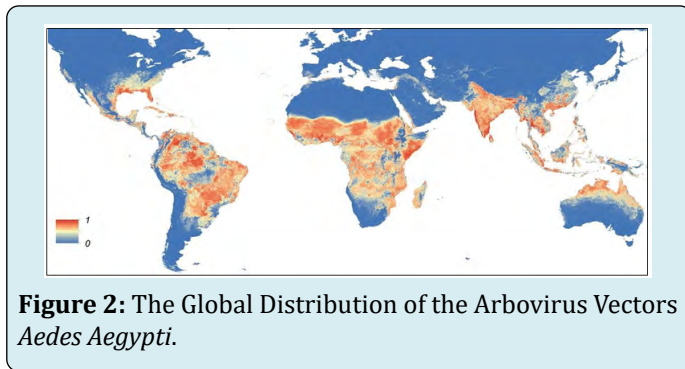 1
0
Figure 2: The Global Distribution of the Arbovirus Vectors
Aedes Aegypti.